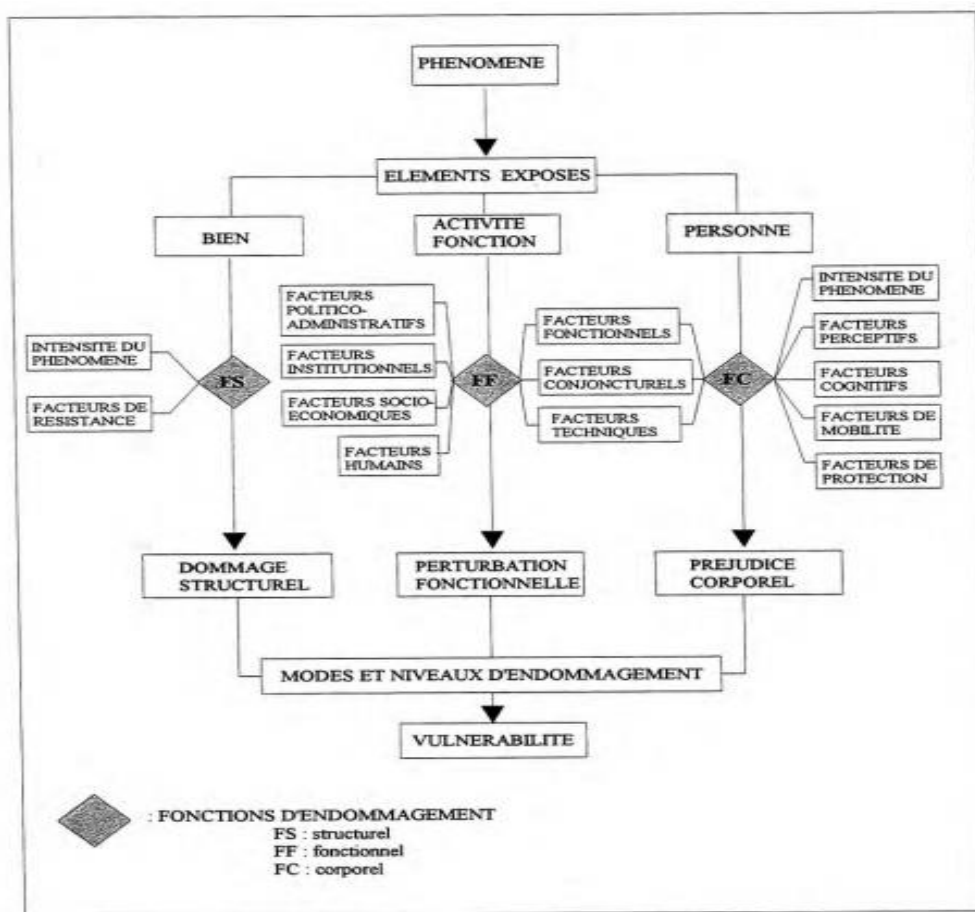 PHENOMENE
ELEMENTS EXPOSES
BIEN
ACTIVITE
FONCTION
PERSONNE
INTENSITE DU
PHENOMENE
FACTEURS DE
RESISTANCE
FS
FACTEURS
POLITICO-
ADMINISTRATIFS
FACTEURS
INSTITUTIONNELS
FACTEURS SOCIO-
ECONOMIQUES
FACTEURS
HUMAINS
FF
FACTEURS
FONCTIONNELS
FACTEURS
CONJONCTURELS
FACTEURS
TECHNIQUES
FC
INTENSITE DU
PHENOMENE
FACTEURS
PERCEPTIFS
FACTEURS
COGNITIFS
FACTEURS DE
MOBILITE
FACTEURS DE
PROTECTION
DOMMAGE
STRUCTUREL
PERTURBATION
FONCTIONNELLE
PREJUDICE
CORPOREL
MODES ET NIVEAUX D'ENDOMMAGEMENT
VULNERABILITE
: FONCTIONS D'ENDOMMAGEMENT
FS : structurel
FF : fonctionnel
FC : corporel